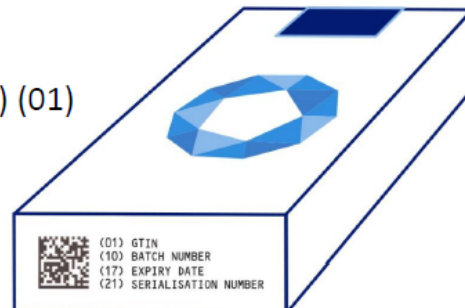 ) (01)
(01) GTIN
(10) BATCH NUMBER
(17) EXPIRY DATE
(21) SERIALISATION NUMBER